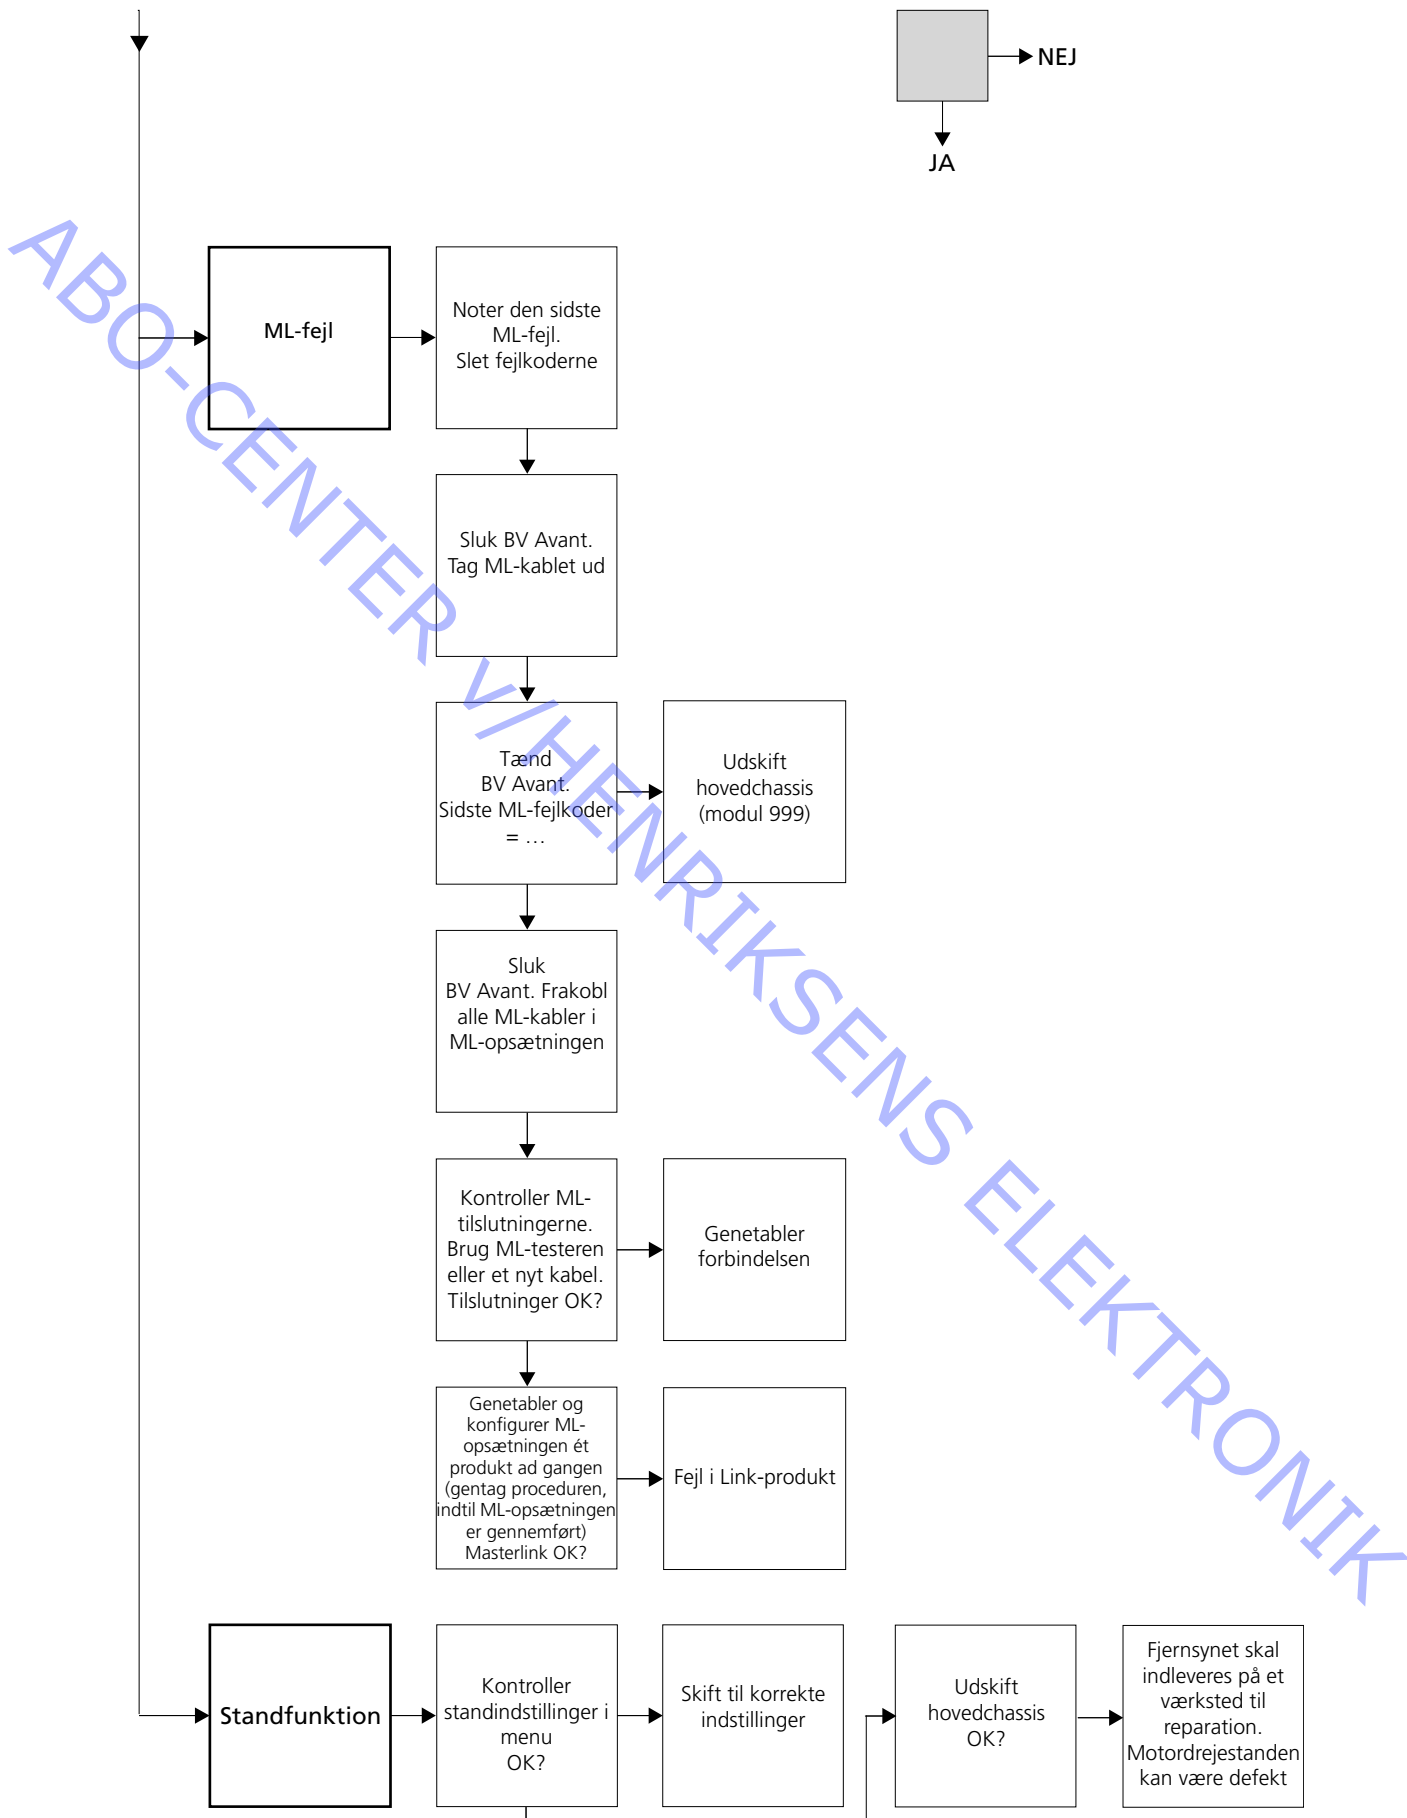 NEJ
JA
ML-fejl
Noter den sidste
ML-fejl.
Slet fejlkoderne
Sluk BV Avant.
Tag ML-kablet ud
Tænd
BV Avant.
Sidste ML-fejlkoder
= …
Udskift
hovedchassis
(modul 999)
Sluk
BV Avant. Frakobl
alle ML-kabler i
ML-opsætningen
Kontroller ML-
tilslutningerne.
Brug ML-testeren
eller et nyt kabel.
Tilslutninger OK?
Genetabler
forbindelsen
Genetabler og
konfigurer ML-
opsætningen ét
produkt ad gangen
(gentag proceduren,
indtil ML-opsætningen
er gennemført)
Masterlink OK?
Fejl i Link-produkt
Standfunktion
Kontroller
standindstillinger i
menu
OK?
Skift til korrekte
indstillinger
Udskift
hovedchassis
OK?
Fjernsynet skal
indleveres på et
værksted til
reparation.
Motordrejestanden
kan være defekt
ABO-CENTER v/HENRIKSENS ELEKTRONIK